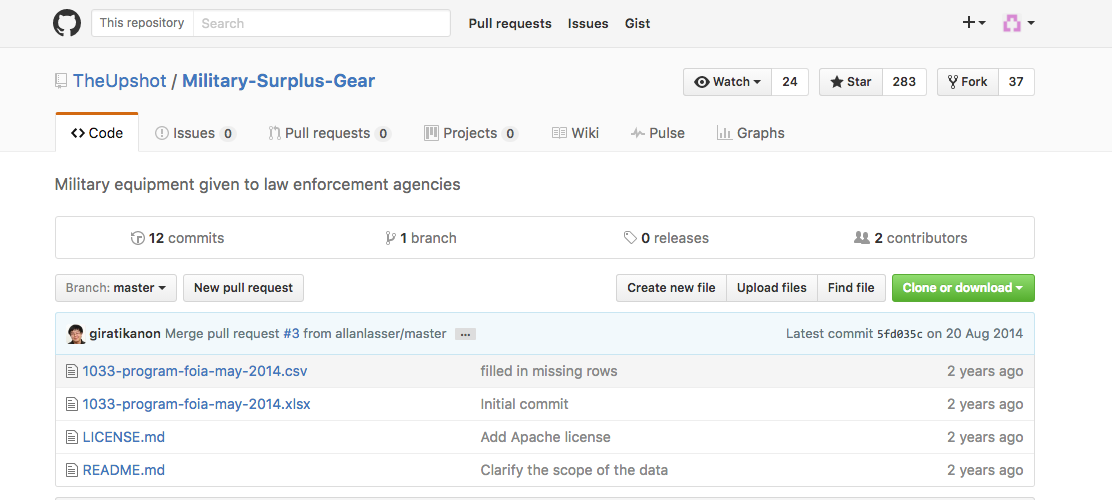 This repository Search Pull requests Issues Gist
TheUpshot / Military-Surplus-Gear Watch 24 Star 283 Fork 37
Code Issues 0 Pull requests 0 Projects 0 Wiki Pulse Graphs
Military equipment given to law enforcement agencies
12 commits 1 branch 0 releases 2 contributors
Branch: master New pull request Create new file Upload files Find file Clone or download
giratikanon Merge pull request #3 from allanlasser/master ... Latest commit 5fd035c on 20 Aug 2014
1033-program-foia-may-2014.csv filled in missing rows 2 years ago
1033-program-foia-may-2014.xlsx Initial commit 2 years ago
LICENSE.md Add Apache license 2 years ago
README.md Clarify the scope of the data 2 years ago